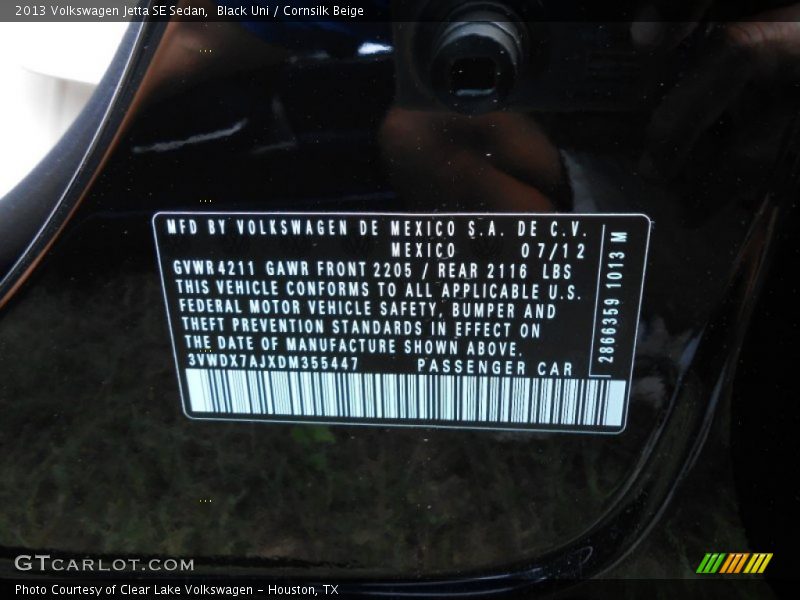 2013 Volkswagen Jetta SE Sedan,  Black Uni / Cornsilk Beige
MFD BY VOLKSWAGEN DE MEXICO S.A. DE C.V.
MEXICO 07/12
GVWR 4211 GAWR FRONT 2205 / REAR 2116 LBS
THIS VEHICLE CONFORMS TO ALL APPLICABLE U.S.
FEDERAL MOTOR VEHICLE SAFETY, BUMPER AND
THEFT PREVENTION STANDARDS IN EFFECT ON
THE DATE OF MANUFACTURE SHOWN ABOVE.
3VWDX7AJXDM355447 PASSENGER CAR
2866359 1013 M
GTCARLOT.COM
Photo Courtesy of Clear Lake Volkswagen - Houston, TX